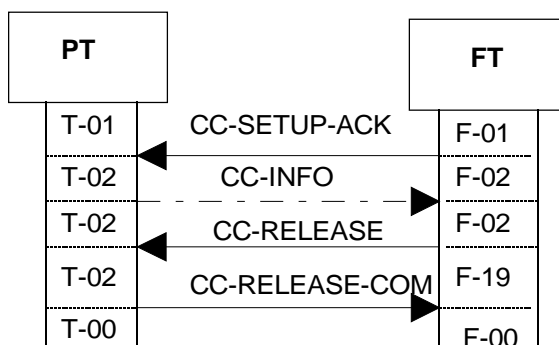 PT
FT
T-01 CC-SETUP-ACK F-01
T-02 CC-INFO F-02
T-02 CC-RELEASE F-02
T-02 CC-RELEASE-COM F-19
T-00 F-00